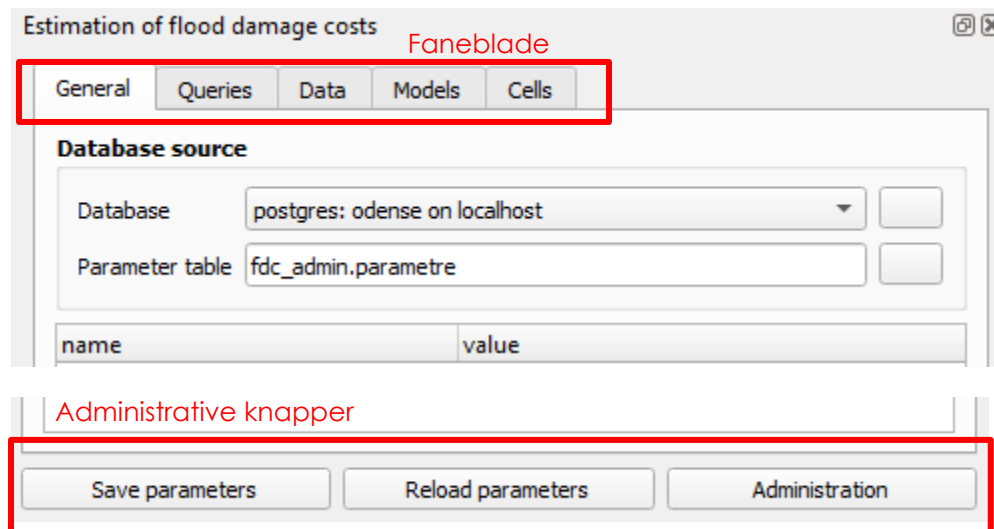 Estimation of flood damage costs
Faneblade
General Queries Data Models Cells
Database source
Database postgres: odense on localhost
Parameter table fdc_admin.parametre
name value
Administrative knapper
Save parameters Reload parameters Administration